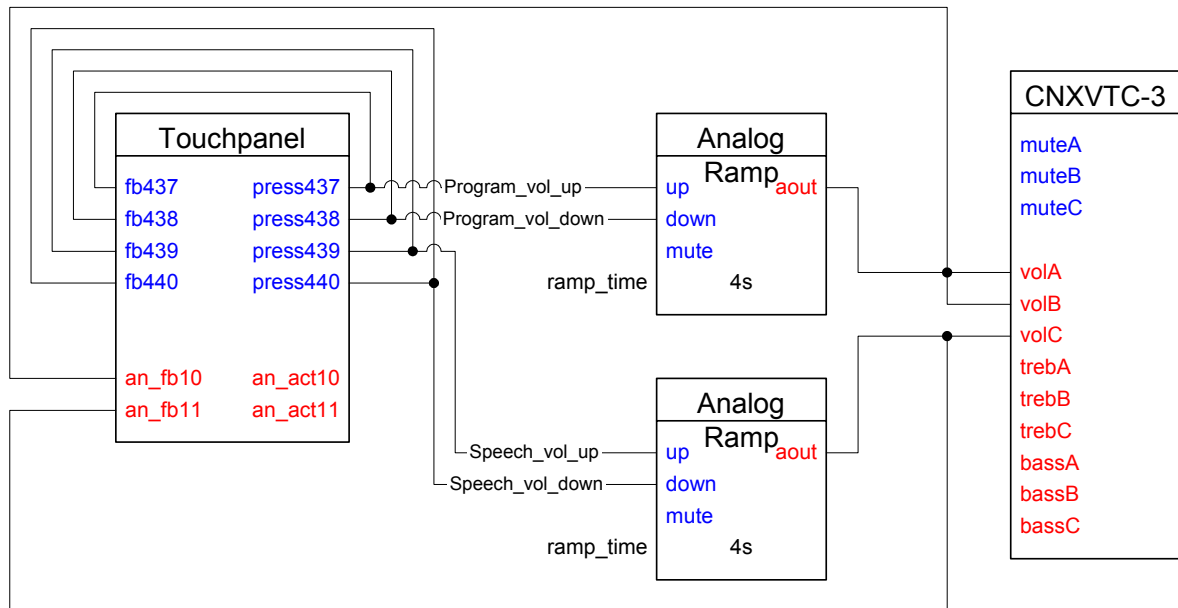 Touchpanel
fb437 press437
fb438 press438
fb439 press439
fb440 press440
an_fb10 an_act10
an_fb11 an_act11
Program_vol_up
Program_vol_down
Speech_vol_up
Speech_vol_down
Analog
Ramp
up aout
down
mute
ramp_time 4s
Analog
Ramp
up aout
down
mute
ramp_time 4s
CNXVTC-3
muteA
muteB
muteC
volA
volB
volC
trebA
trebB
trebC
bassA
bassB
bassC